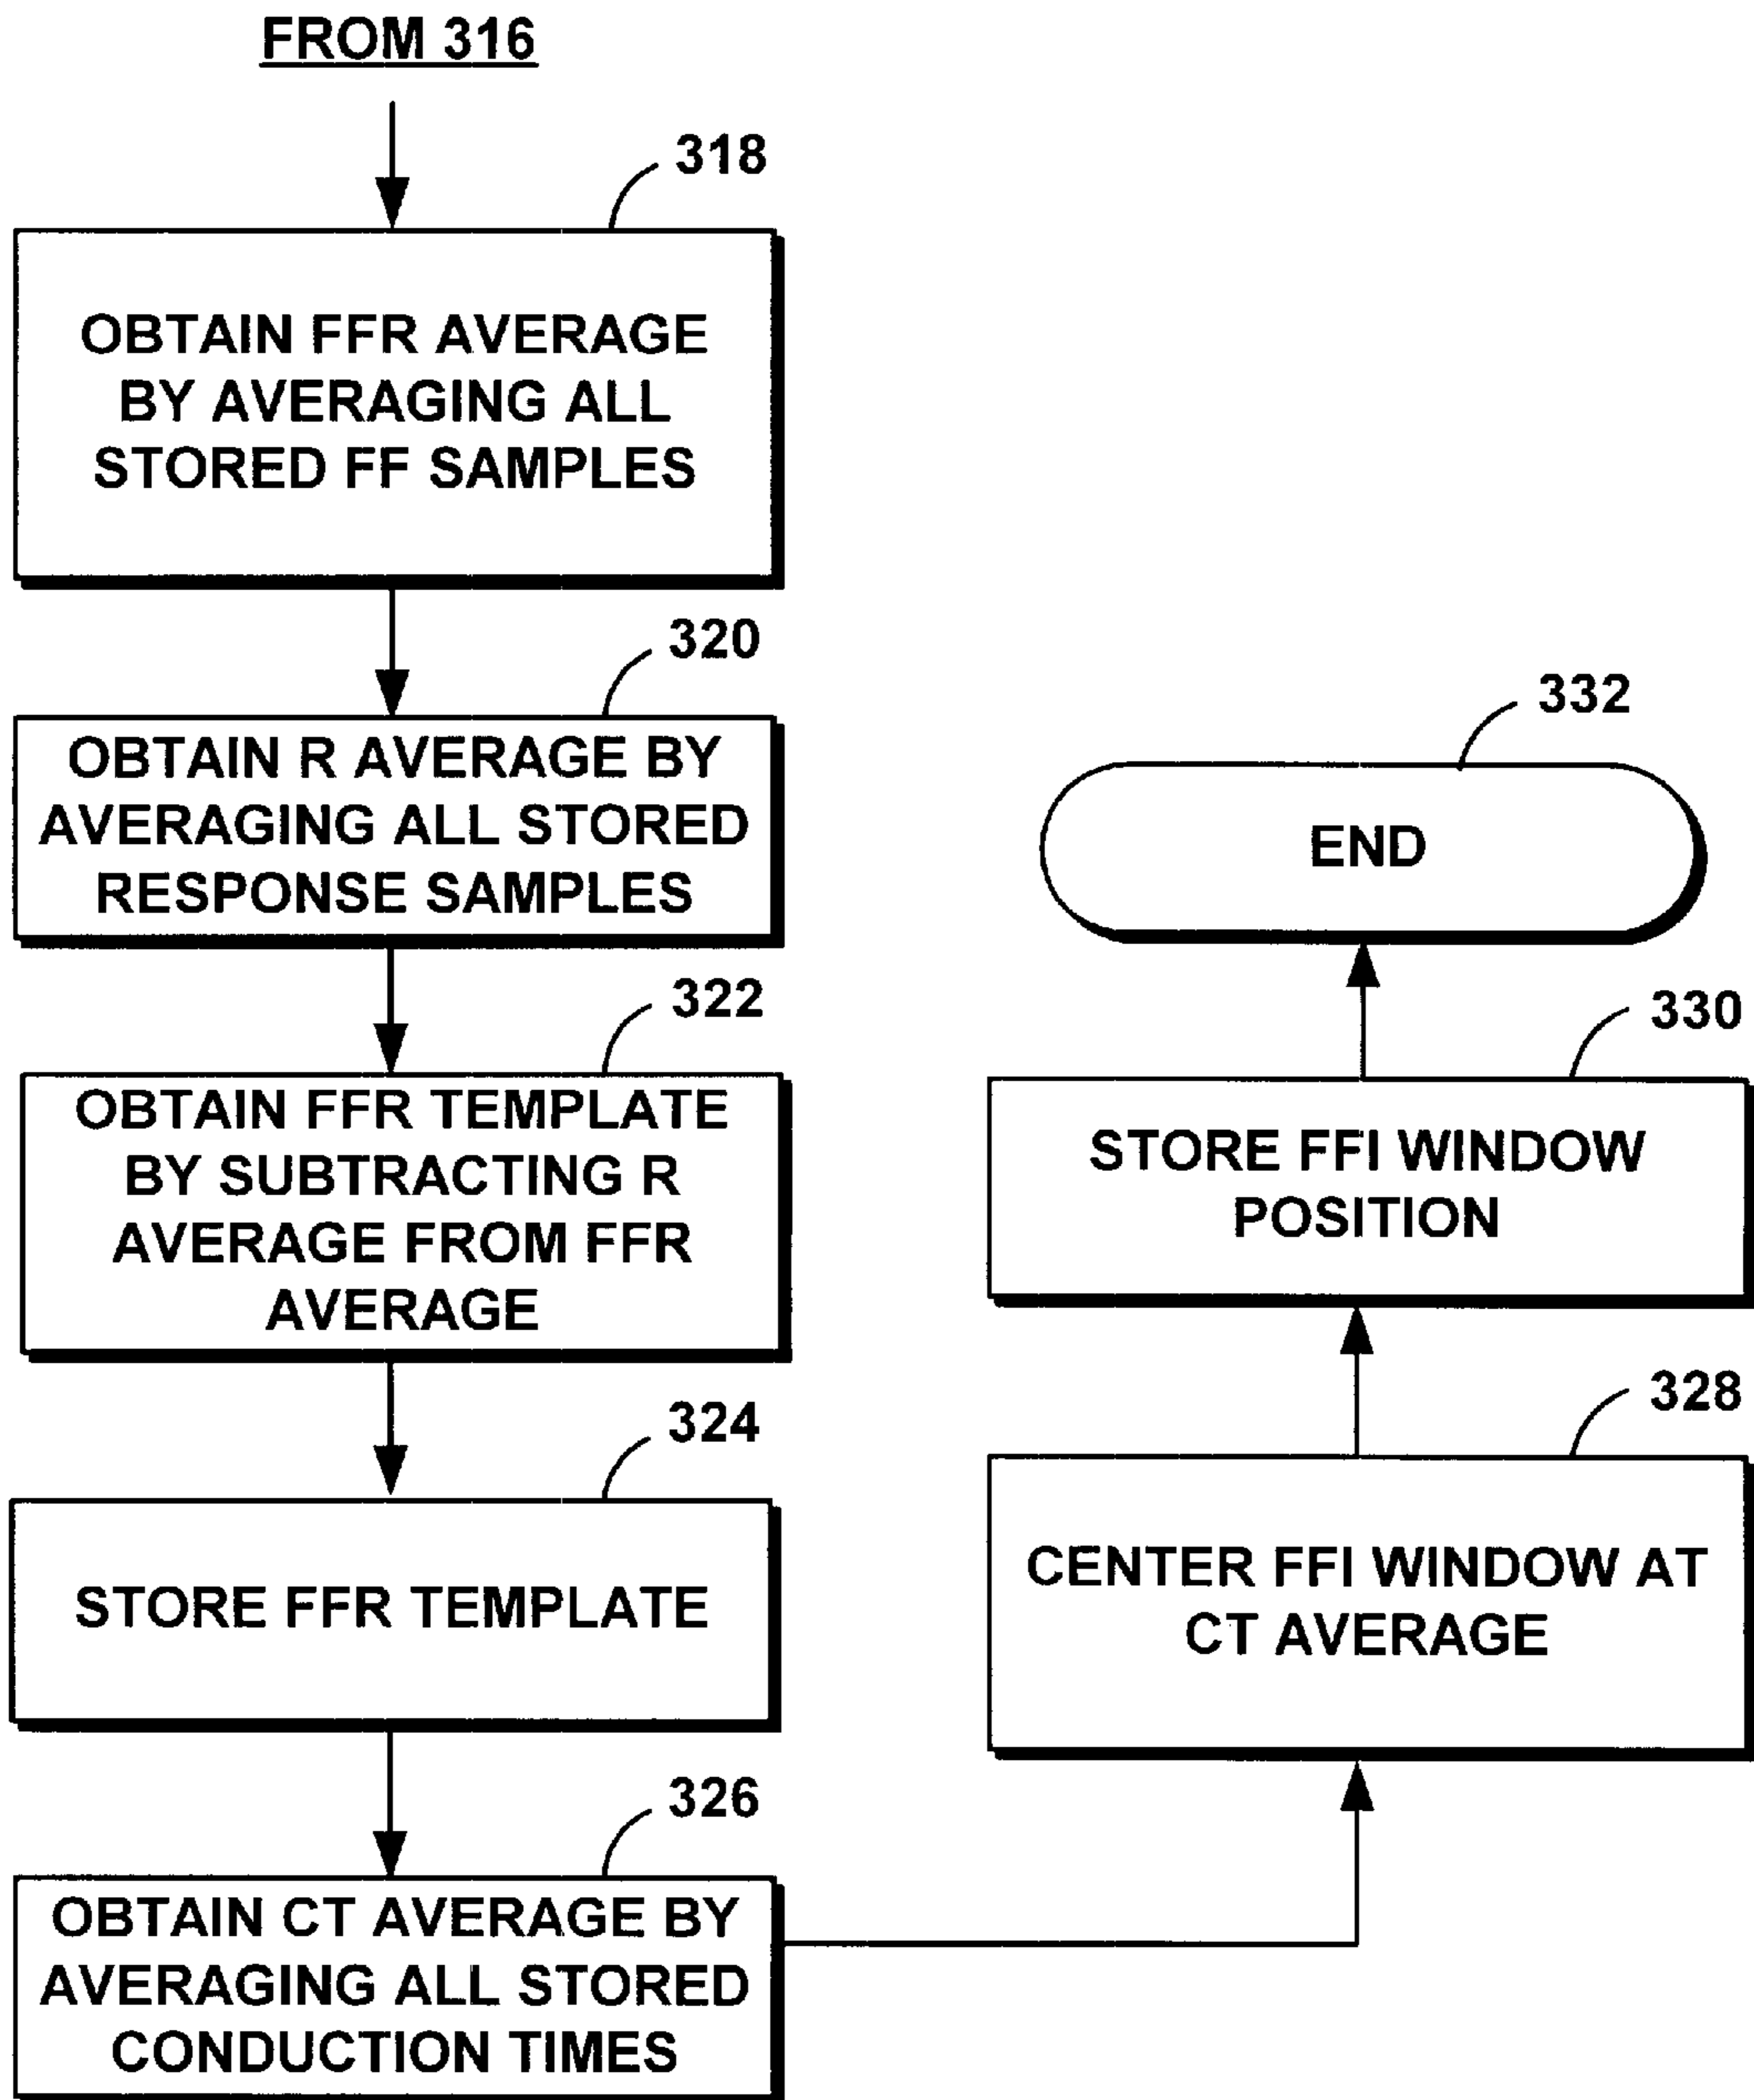 FROM 316
318
OBTAIN FFR AVERAGE
BY AVERAGING ALL
STORED FF SAMPLES
320
OBTAIN R AVERAGE BY
AVERAGING ALL STORED
RESPONSE SAMPLES
322
OBTAIN FFR TEMPLATE
BY SUBTRACTING R
AVERAGE FROM FFR
AVERAGE
324
STORE FFR TEMPLATE
326
OBTAIN CT AVERAGE BY
AVERAGING ALL STORED
CONDUCTION TIMES
328
CENTER FFI WINDOW AT
CT AVERAGE
330
STORE FFI WINDOW
POSITION
332
END